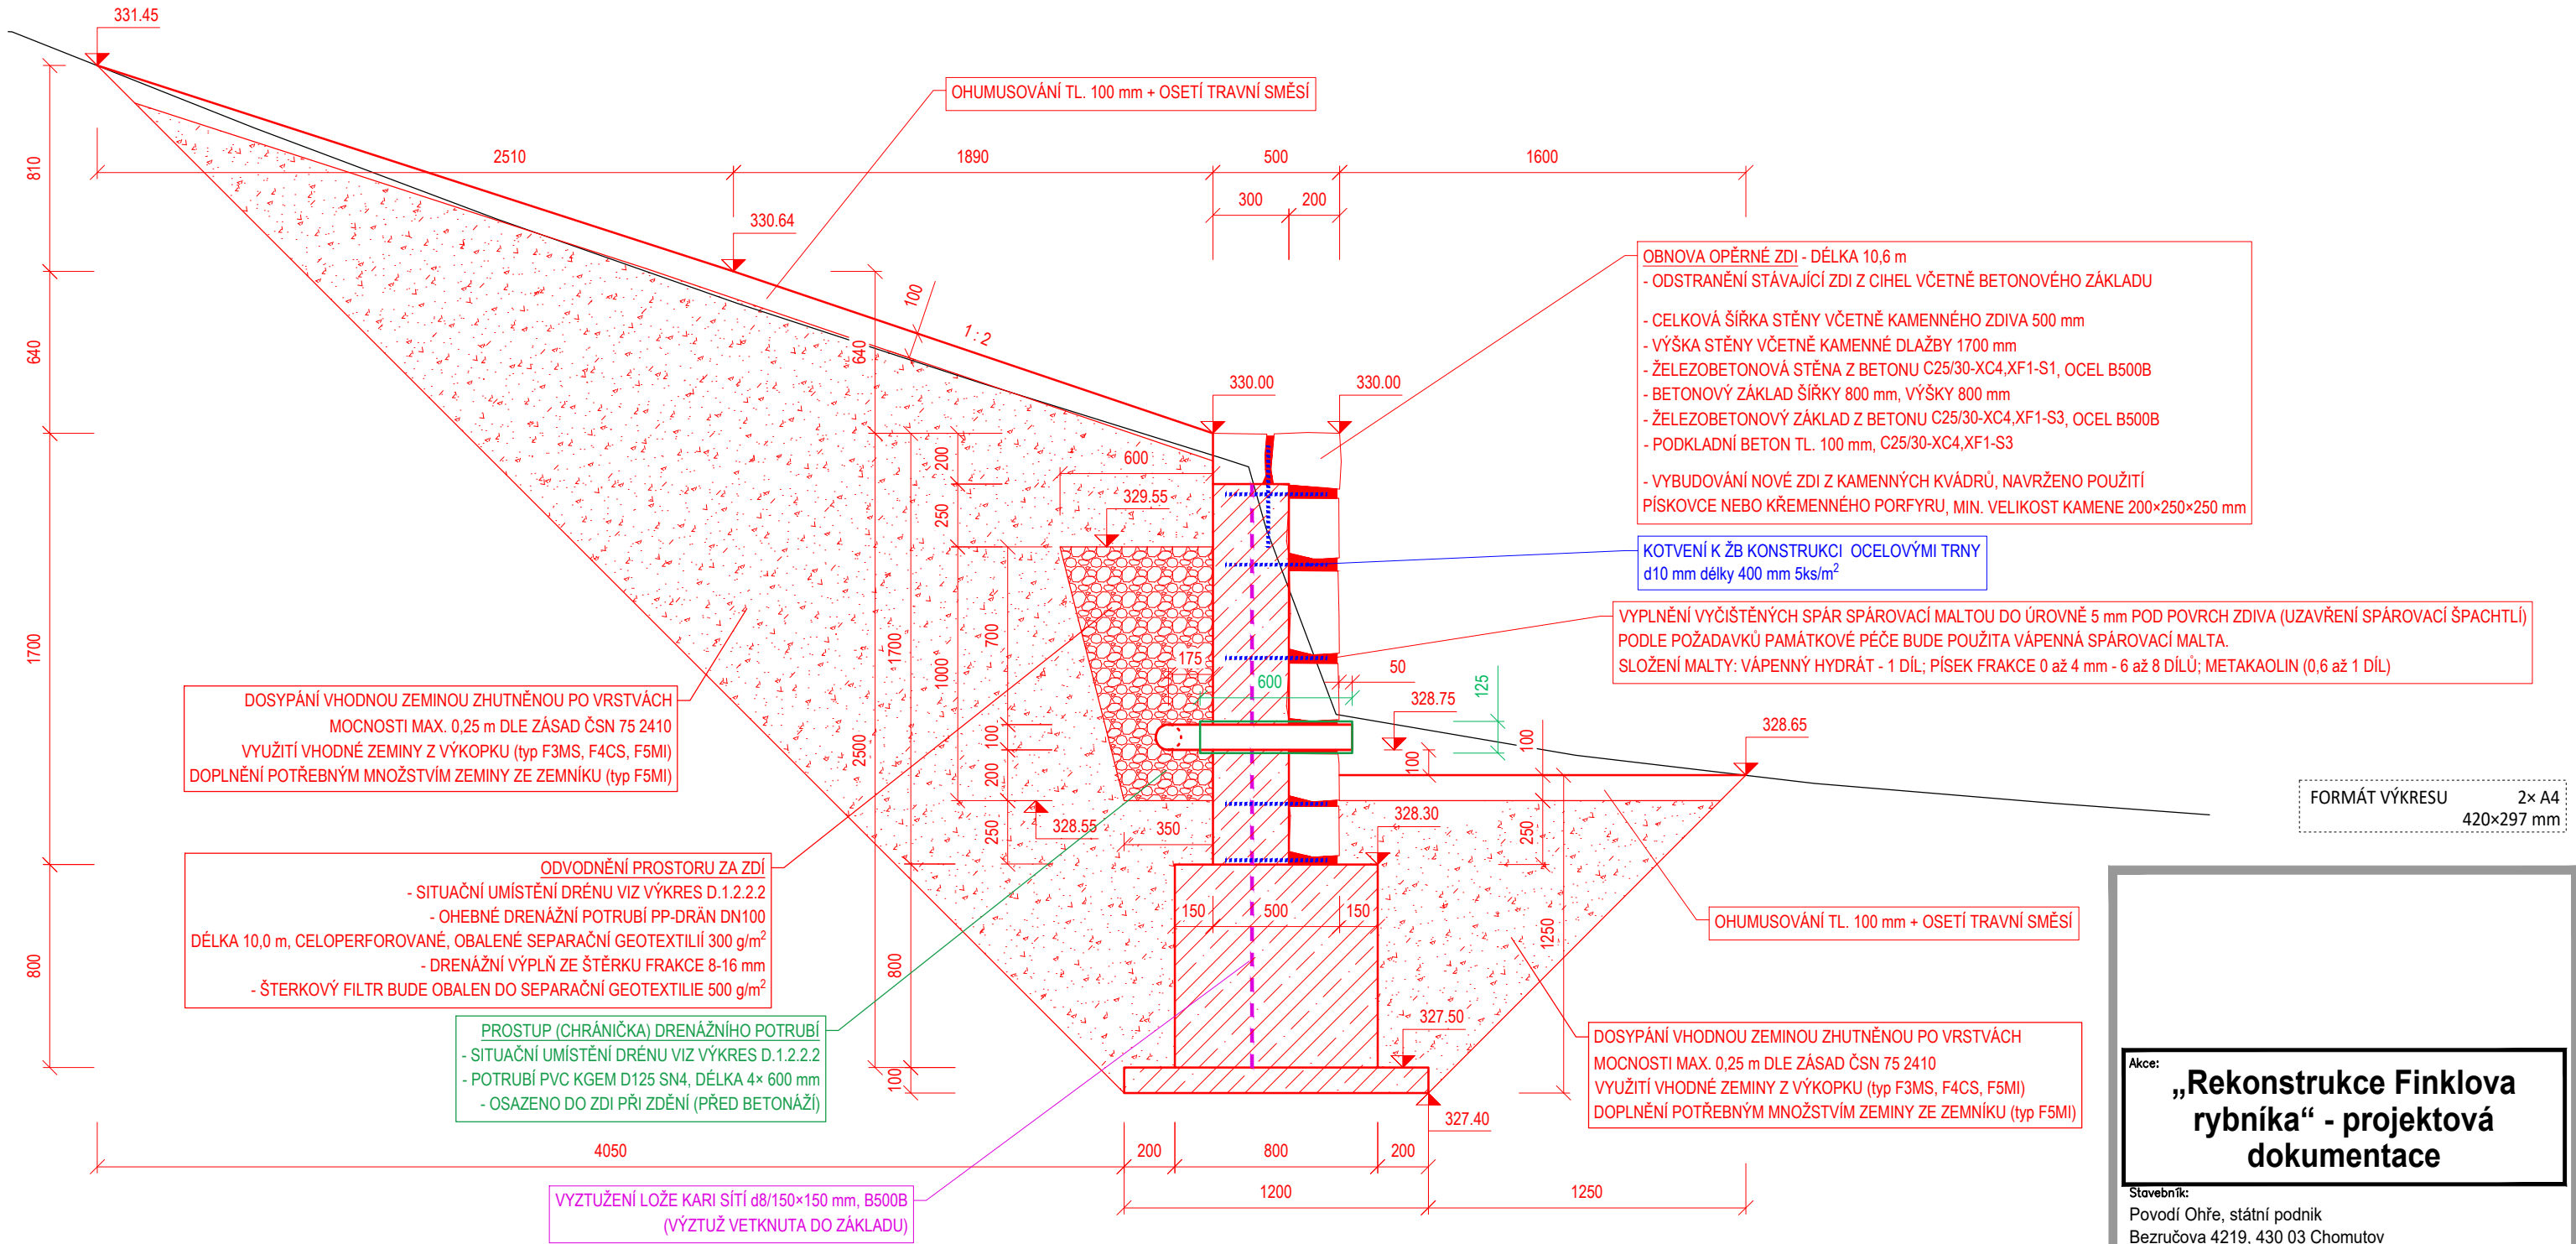 331.45
OHUMUSOVÁNÍ TL. 100 mm + OSETÍ TRAVNÍ SMĚSÍ
2510
1890
500
1600
300
200
810
640
1700
800
330.64
640
100
1 : 2
330.00
330.00
OBNOVA OPĚRNÉ ZDI - DÉLKA 10,6 m
- ODSTRANĚNÍ STÁVAJÍCÍ ZDI Z CIHEL VČETNĚ BETONOVÉHO ZÁKLADU
- CELKOVÁ ŠÍŘKA STĚNY VČETNĚ KAMENNÉHO ZDIVA 500 mm
- VÝŠKA STĚNY VČETNĚ KAMENNÉ DLAŽBY 1700 mm
- ŽELEZOBETONOVÁ STĚNA Z BETONU C25/30-XC4,XF1-S1, OCEL B500B
- BETONOVÝ ZÁKLAD ŠÍŘKY 800 mm, VÝŠKY 800 mm
- ŽELEZOBETONOVÝ ZÁKLAD Z BETONU C25/30-XC4,XF1-S3, OCEL B500B
- PODKLADNÍ BETON TL. 100 mm, C25/30-XC4,XF1-S3
- VYBUDOVÁNÍ NOVÉ ZDI Z KAMENNÝCH KVÁDRŮ, NAVRŽENO POUŽITÍ
PÍSKOVCE NEBO KŘEMENNÉHO PORFYRU, MIN. VELIKOST KAMENE 200×250×250 mm
KOTVENÍ K ŽB KONSTRUKCI OCELOVÝMI TRNY
d10 mm délky 400 mm 5ks/m²
VYPLNĚNÍ VYČIŠTĚNÝCH SPÁR SPÁROVACÍ MALTOU DO ÚROVNĚ 5 mm POD POVRCH ZDIVA (UZAVŘENÍ SPÁROVACÍ ŠPACHTLÍ)
PODLE POŽADAVKŮ PAMÁTKOVÉ PÉČE BUDE POUŽITA VÁPENNÁ SPÁROVACÍ MALTA.
SLOŽENÍ MALTY: VÁPENNÝ HYDRÁT - 1 DÍL; PÍSEK FRAKCE 0 až 4 mm - 6 až 8 DÍLŮ; METAKAOLIN (0,6 až 1 DÍL)
600
329.55
200
250
700
1000
1700
2500
100
200
250
800
100
175
600
50
125
328.75
100
328.65
100
250
1250
328.55
350
328.30
150
500
150
327.50
327.40
DOSYPÁNÍ VHODNOU ZEMINOU ZHUTNĚNOU PO VRSTVÁCH
MOCNOSTI MAX. 0,25 m DLE ZÁSAD ČSN 75 2410
VYUŽITÍ VHODNÉ ZEMINY Z VÝKOPKU (typ F3MS, F4CS, F5MI)
DOPLNĚNÍ POTŘEBNÝM MNOŽSTVÍM ZEMINY ZE ZEMNÍKU (typ F5MI)
ODVODNĚNÍ PROSTORU ZA ZDÍ
- SITUAČNÍ UMÍSTĚNÍ DRÉNU VIZ VÝKRES D.1.2.2.2
- OHEBNÉ DRENÁŽNÍ POTRUBÍ PP-DRÄN DN100
DÉLKA 10,0 m, CELOPERFOROVANÉ, OBALENÉ SEPARAČNÍ GEOTEXTILIÍ 300 g/m²
- DRENÁŽNÍ VÝPLŇ ZE ŠTĚRKU FRAKCE 8-16 mm
- ŠTERKOVÝ FILTR BUDE OBALEN DO SEPARAČNÍ GEOTEXTILIE 500 g/m²
PROSTUP (CHRÁNIČKA) DRENÁŽNÍHO POTRUBÍ
- SITUAČNÍ UMÍSTĚNÍ DRÉNU VIZ VÝKRES D.1.2.2.2
- POTRUBÍ PVC KGEM D125 SN4, DÉLKA 4× 600 mm
- OSAZENO DO ZDI PŘI ZDĚNÍ (PŘED BETONÁŽÍ)
VYZTUŽENÍ LOŽE KARI SÍTÍ d8/150×150 mm, B500B
(VÝZTUŽ VETKNUTA DO ZÁKLADU)
4050
200
800
200
1200
1250
OHUMUSOVÁNÍ TL. 100 mm + OSETÍ TRAVNÍ SMĚSÍ
DOSYPÁNÍ VHODNOU ZEMINOU ZHUTNĚNOU PO VRSTVÁCH
MOCNOSTI MAX. 0,25 m DLE ZÁSAD ČSN 75 2410
VYUŽITÍ VHODNÉ ZEMINY Z VÝKOPKU (typ F3MS, F4CS, F5MI)
DOPLNĚNÍ POTŘEBNÝM MNOŽSTVÍM ZEMINY ZE ZEMNÍKU (typ F5MI)
FORMÁT VÝKRESU 2× A4
420×297 mm
Akce:
„Rekonstrukce Finklova
rybníka“ - projektová
dokumentace
Stavebník:
Povodí Ohře, státní podnik
Bezručova 4219, 430 03 Chomutov